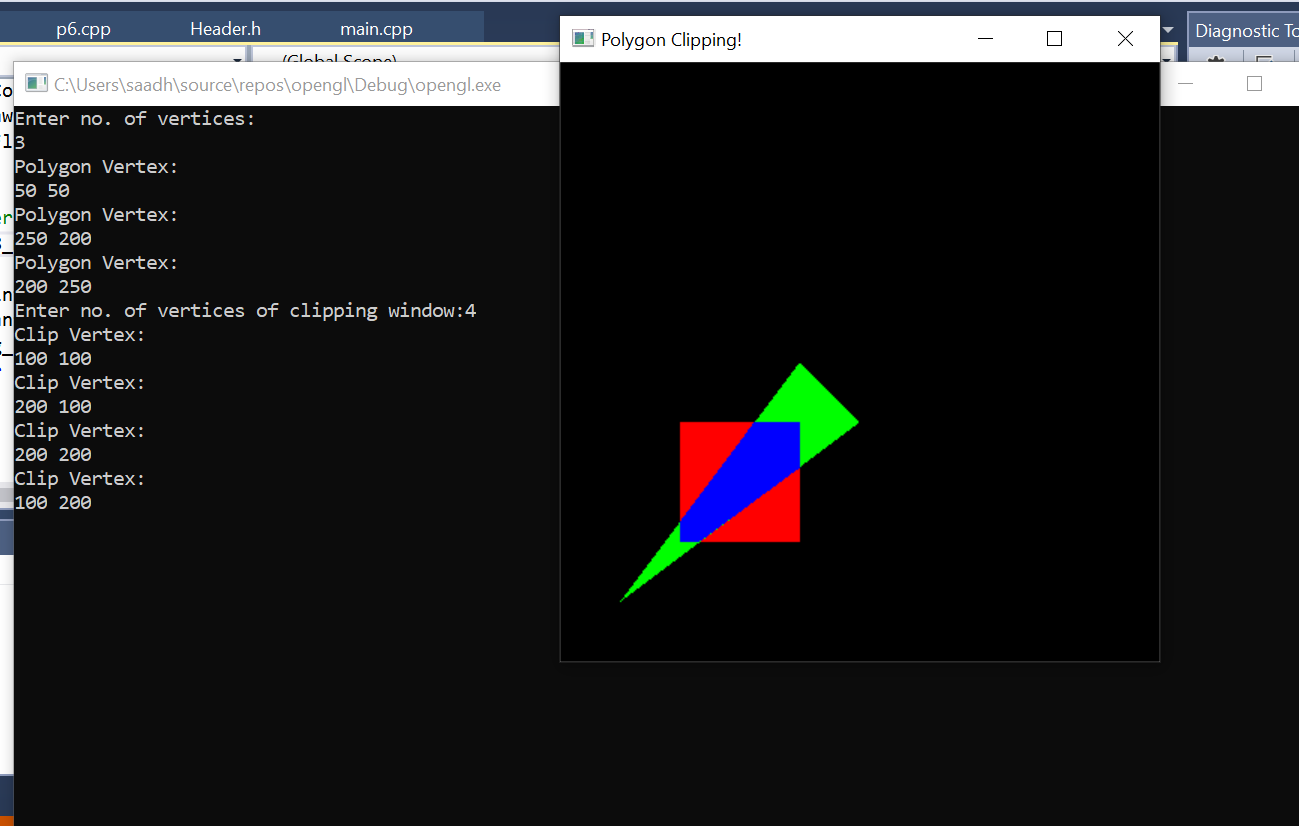 p6.cpp Header.h main.cpp
Polygon Clipping!
Diagnostic To
(Global Scope)
C:\Users\saadh\source\repos\opengl\Debug\opengl.exe
Enter no. of vertices:
3
Polygon Vertex:
50 50
Polygon Vertex:
250 200
Polygon Vertex:
200 250
Enter no. of vertices of clipping window:4
Clip Vertex:
100 100
Clip Vertex:
200 100
Clip Vertex:
200 200
Clip Vertex:
100 200